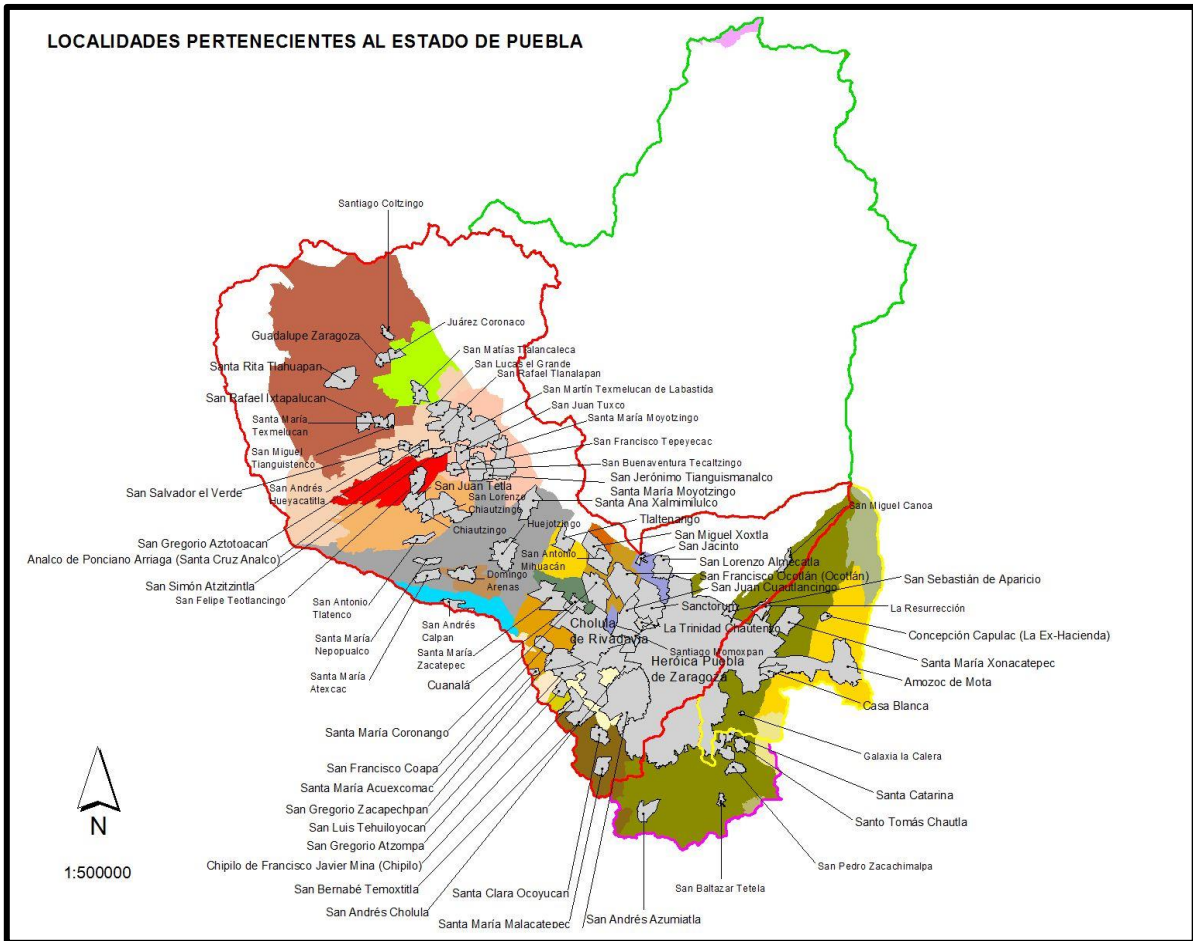 LOCALIDADES PERTENECIENTES AL ESTADO DE PUEBLA
Santiago Coltzingo
Juárez Coronaco
Guadalupe Zaragoza
San Matías Tlalancaleca
San Lucas el Grande
Santa Rita Tlahuapan
San Rafael Tlanalapan
San Martín Texmelucan de Labastida
San Rafael Ixtapalucan
San Juan Tuxco
Santa María
Texmelucan
Santa María Moyotzingo
San Francisco Tepeyecac
San Miguel
Tianguistenco
San Buenaventura Tecaltzingo
San Jerónimo Tianguismanalco
San Salvador el Verde
San Andrés
Hueyacatitla
San Juan Tetla
San Lorenzo
Chiautzingo
Santa María Moyotzingo
Santa Ana Xalmimilulco
San Miguel Canoa
Tlaltenango
Chiautzingo
Huejotzingo
San Miguel Xoxtla
San Gregorio Aztotoacan
San Jacinto
Analco de Ponciano Arriaga (Santa Cruz Analco)
San Antonio
Mihuacán
San Lorenzo Almecatla
San Francisco Ocotlán (Ocotlán)
San Simón Atzitzintla
Domingo
Arenas
San Juan Cuautlancingo
San Sebastián de Aparicio
San Felipe Teotlancingo
San Antonio
Tlatenco
Sanctorum
La Resurrección
Cholula
de Rivadavia
La Trinidad Chautenco
Concepción Capulac (La Ex-Hacienda)
San Andrés
Calpan
Santa María
Nepopualco
Santa María
Zacatepec
Santiago Momoxpan
Santa María Xonacatepec
Heróica Puebla
de Zaragoza
Santa María
Atexcac
Cuanalá
Amozoc de Mota
Casa Blanca
Santa María Coronango
Galaxia la Calera
San Francisco Coapa
Santa María Acuexcomac
Santa Catarina
San Gregorio Zacapechpan
Santo Tomás Chautla
San Luis Tehuiloyocan
N
San Gregorio Atzompa
Chipilo de Francisco Javier Mina (Chipilo)
San Pedro Zacachimalpa
1:500000
San Bernabé Temoxtitla
Santa Clara Ocoyucan
San Baltazar Tetela
San Andrés Cholula
Santa María Malacatepec
San Andrés Azumiatla